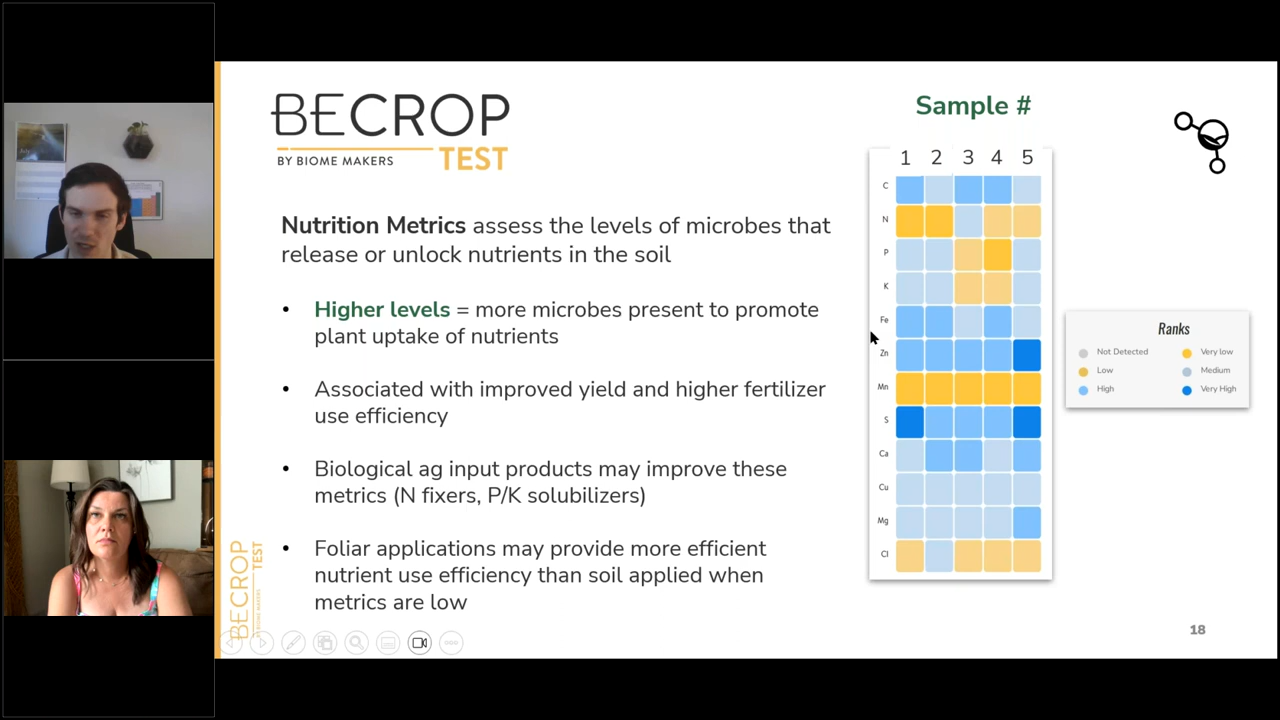 BECROP
BY BIOME MAKERS TEST
Nutrition Metrics assess the levels of microbes that
release or unlock nutrients in the soil
• Higher levels = more microbes present to promote
plant uptake of nutrients
• Associated with improved yield and higher fertilizer
use efficiency
• Biological ag input products may improve these
metrics (N fixers, P/K solubilizers)
• Foliar applications may provide more efficient
nutrient use efficiency than soil applied when
metrics are low
BECROP
TEST
Sample #
1 2 3 4 5
C
N
P
K
Fe
Zn
Mn
S
Ca
Cu
Mg
Cl
Ranks
Not Detected Very low
Low Medium
High Very High
18